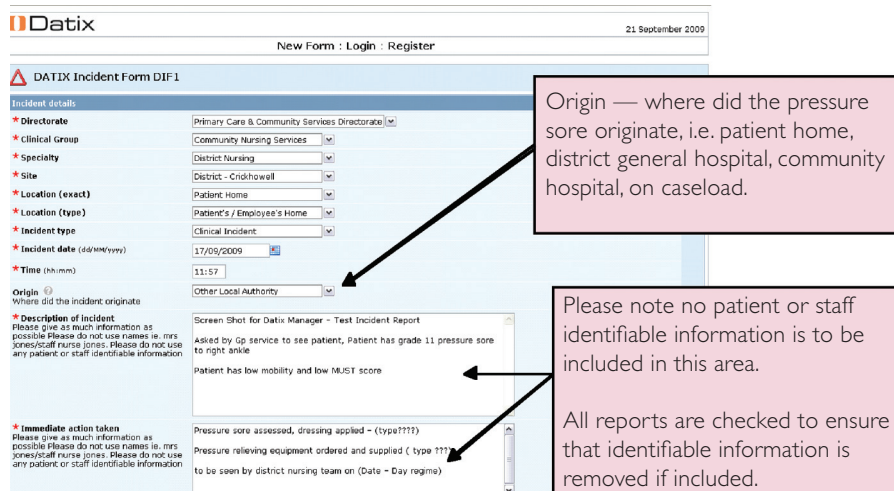 Datix
21 September 2009
New Form : Login : Register
DATIX Incident Form DIF1
Incident details
* Directorate
Primary Care & Community Services Directorate
* Clinical Group
Community Nursing Services
* Specialty
District Nursing
* Site
District - Crickhowell
* Location (exact)
Patient Home
* Location (type)
Patient's / Employee's Home
* Incident type
Clinical Incident
* Incident date (dd/MM/yyyy)
17/09/2009
* Time (hh:mm)
11:57
Origin
Where did the incident originate
Other Local Authority
* Description of incident
Please give as much information as
possible Please do not use names ie. mrs
jones/staff nurse jones. Please do not use
any patient or staff identifiable information
Screen Shot for Datix Manager - Test Incident Report
Asked by Gp service to see patient, Patient has grade 11 pressure sore
to right ankle
Patient has low mobility and low MUST score
* Immediate action taken
Please give as much information as
possible Please do not use names ie. mrs
jones/staff nurse jones. Please do not use
any patient or staff identifiable information
Pressure sore assessed, dressing applied - (type????)
Pressure relieving equipment ordered and supplied ( type ???)
to be seen by district nursing team on (Date - Day regime)
Origin — where did the pressure
sore originate, i.e. patient home,
district general hospital, community
hospital, on caseload.
Please note no patient or staff
identifiable information is to be
included in this area.
All reports are checked to ensure
that identifiable information is
removed if included.